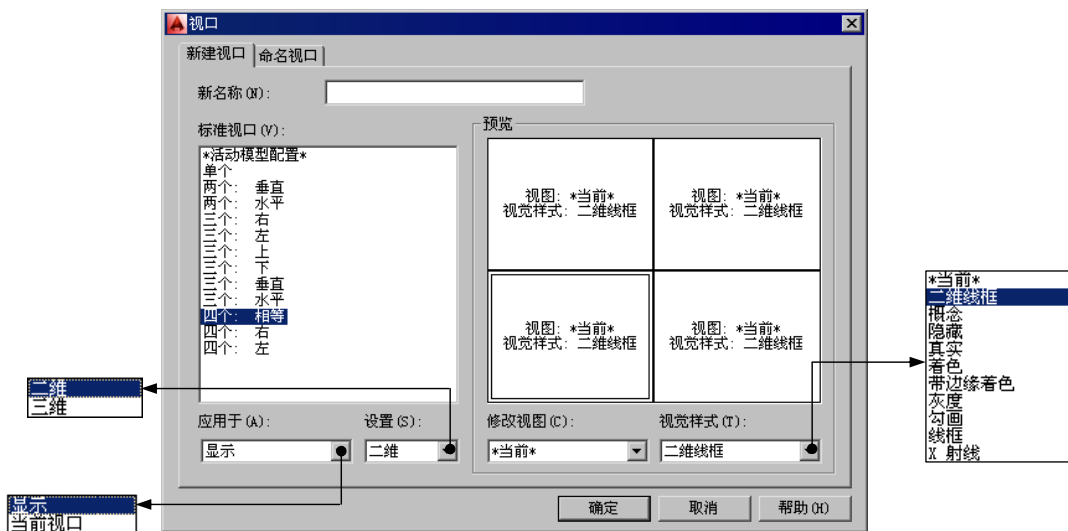 视口
新建视口 命名视口
新名称(N):
标准视口(V):
*活动模型配置*
单个
两个: 垂直
两个: 水平
三个: 右
三个: 左
三个: 上
三个: 下
三个: 垂直
三个: 水平
四个: 相等
四个: 右
四个: 左
预览
视图: *当前*
视觉样式: 二维线框
视图: *当前*
视觉样式: 二维线框
视图: *当前*
视觉样式: 二维线框
视图: *当前*
视觉样式: 二维线框
应用于(A): 设置(S): 修改视图(C): 视觉样式(T):
显示 二维 *当前* 二维线框
确定 取消 帮助(H)
二维
三维
显示
当前视口
*当前*
二维线框
概念
隐藏
真实
着色
带边缘着色
灰度
勾画
线框
X 射线